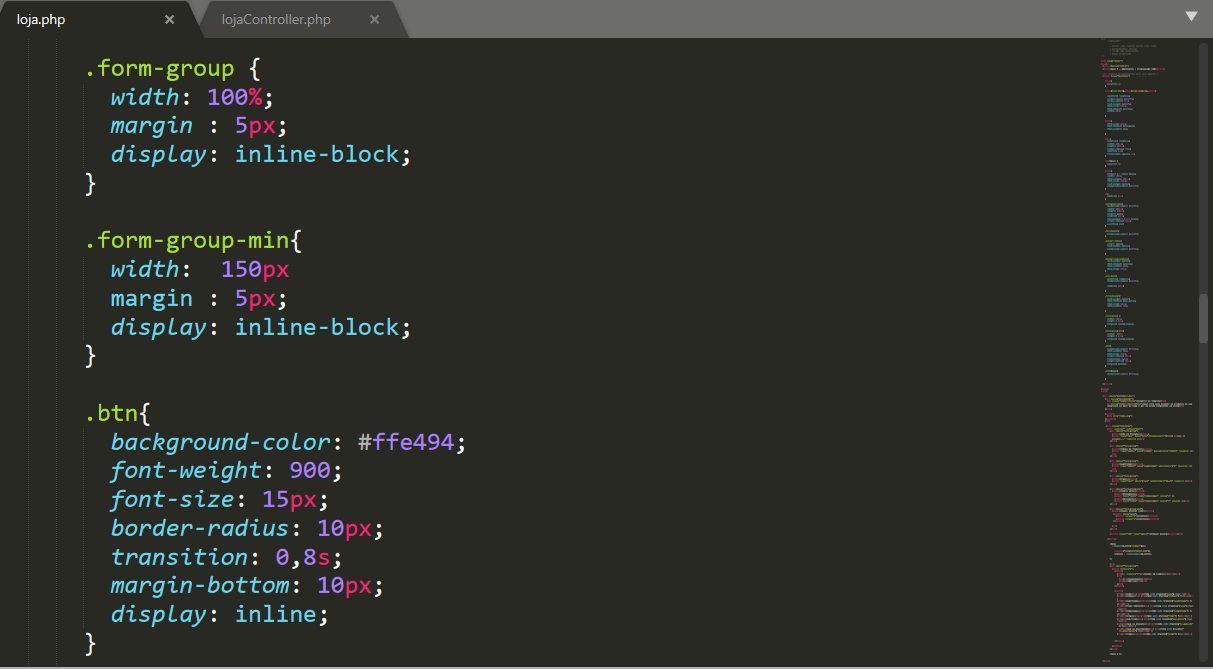 loja.php × lojaController.php ×
.form-group {
width: 100%;
margin : 5px;
display: inline-block;
}
.form-group-min{
width:  150px
margin : 5px;
display: inline-block;
}
.btn{
background-color: #ffe494;
font-weight: 900;
font-size: 15px;
border-radius: 10px;
transition: 0,8s;
margin-bottom: 10px;
display: inline;
}